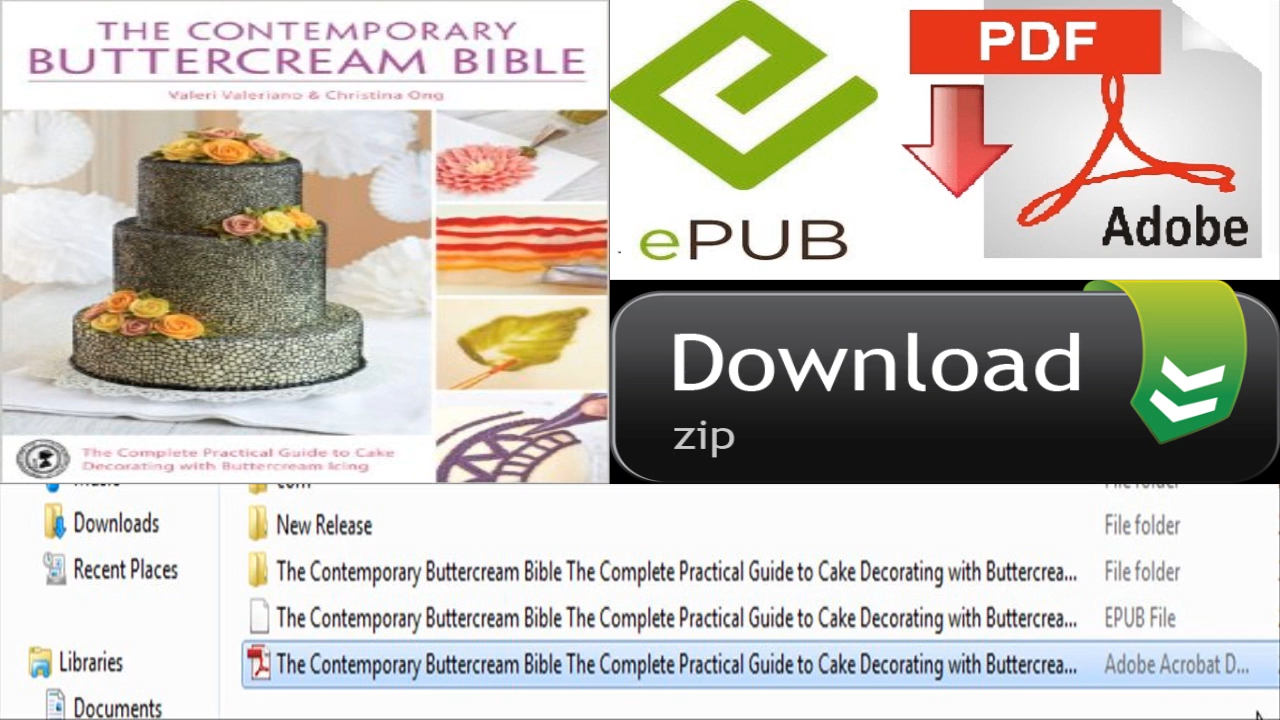 THE CONTEMPORARY
BUTTERCREAM BIBLE
Valeri Valeriano & Christina Ong
The Complete Practical Guide to Cake
Decorating with Buttercream Icing
ePUB
PDF
Adobe
Download
zip
Music
com
File folder
Downloads
New Release
File folder
Recent Places
The Contemporary Buttercream Bible The Complete Practical Guide to Cake Decorating with Buttercrea...
File folder
The Contemporary Buttercream Bible The Complete Practical Guide to Cake Decorating with Buttercrea...
EPUB File
Libraries
The Contemporary Buttercream Bible The Complete Practical Guide to Cake Decorating with Buttercrea...
Adobe Acrobat D...
Documents